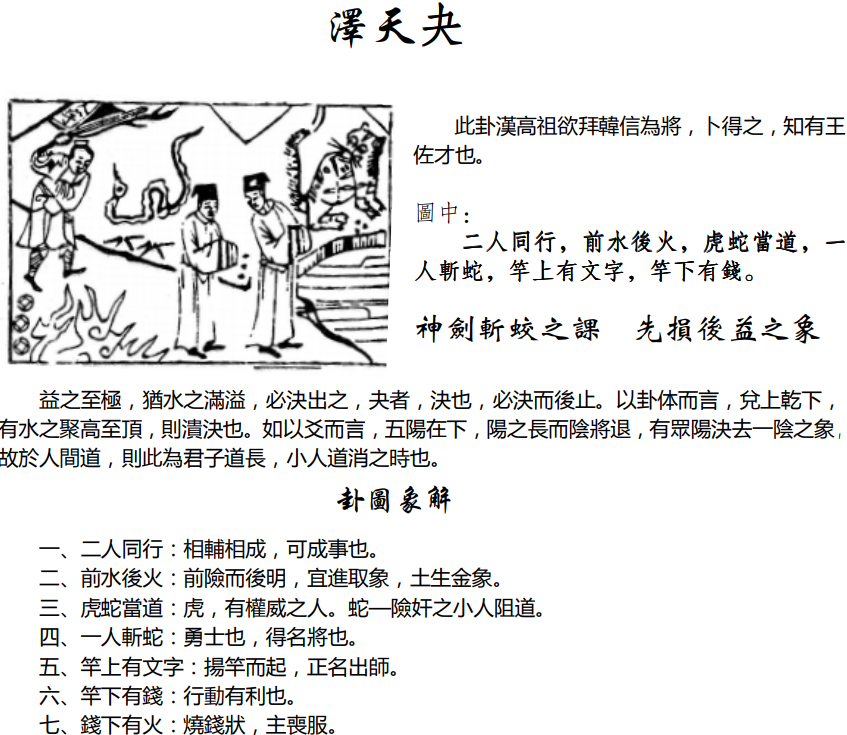 澤天夬
此卦漢高祖欲拜韓信為將，卜得之，知有王
佐才也。
圖中：
二人同行，前水後火，虎蛇當道，一
人斬蛇，竿上有文字，竿下有錢。
神劍斬蛟之課　先損後益之象
益之至極，猶水之滿溢，必決出之，夬者，決也，必決而後止。以卦体而言，兌上乾下，
有水之聚高至頂，則潰決也。如以爻而言，五陽在下，陽之長而陰將退，有眾陽決去一陰之象，
故於人間道，則此為君子道長，小人道消之時也。
卦圖象解
一、二人同行：相輔相成，可成事也。
二、前水後火：前險而後明，宜進取象，土生金象。
三、虎蛇當道：虎，有權威之人。蛇—險奸之小人阻道。
四、一人斬蛇：勇士也，得名將也。
五、竿上有文字：揚竿而起，正名出師。
六、竿下有錢：行動有利也。
七、錢下有火：燒錢狀，主喪服。